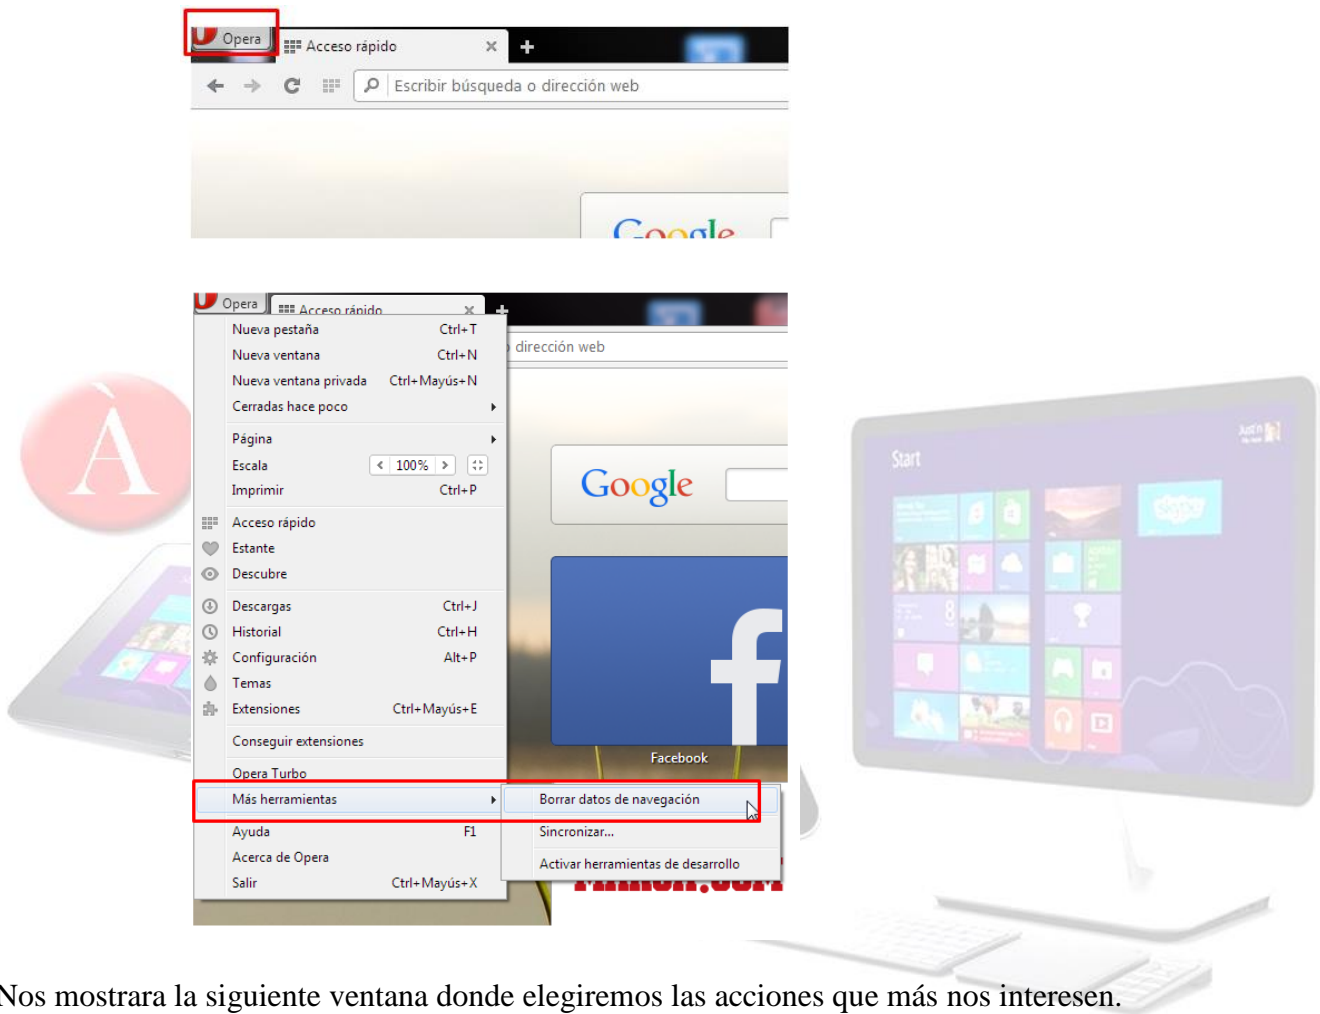 Opera
Acceso rápido
Escribir búsqueda o dirección web
Google
Opera
Acceso rápido
Nueva pestaña Ctrl+T
Nueva ventana Ctrl+N
dirección web
Nueva ventana privada Ctrl+Mayús+N
Cerradas hace poco
Página
Escala 100%
Imprimir Ctrl+P
Google
Acceso rápido
Estante
Descubre
Descargas Ctrl+J
Historial Ctrl+H
Configuración Alt+P
Temas
Extensiones Ctrl+Mayús+E
Conseguir extensiones
Facebook
Opera Turbo
Más herramientas
Borrar datos de navegación
Ayuda F1
Sincronizar...
Acerca de Opera
Activar herramientas de desarrollo
Salir Ctrl+Mayús+X
À
Start
Justin
skype
8
Nos mostrara la siguiente ventana donde elegiremos las acciones que más nos interesen.